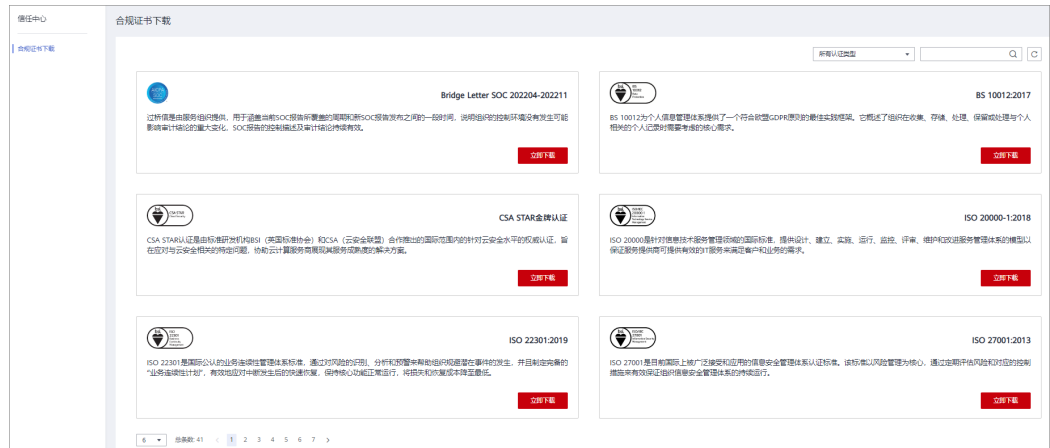 信任中心
合规证书下载
合规证书下载
所有认证类型
Bridge Letter SOC 202204-202211
过桥信是由服务组织提供，用于涵盖当前SOC报告所覆盖的周期和新SOC报告发布之间的一段时间，说明组织的控制环境没有发生可能
影响审计结论的重大变化，SOC报告的控制描述及审计结论持续有效。
立即下载
BS 10012:2017
BS 10012为个人信息管理体系提供了一个符合欧盟GDPR原则的最佳实践框架。它概述了组织在收集、存储、处理、保留或处理与个人
相关的个人记录时需要考虑的核心需求。
立即下载
CSA STAR金牌认证
CSA STAR认证是由标准研发机构BSI（英国标准协会）和CSA（云安全联盟）合作推出的国际范围内的针对云安全水平的权威认证，旨
在应对与云安全相关的特定问题，协助云计算服务商展现其服务成熟度的解决方案。
立即下载
ISO 20000-1:2018
ISO 20000是针对信息技术服务管理领域的国际标准，提供设计、建立、实施、运行、监控、评审、维护和改进服务管理体系的模型以
保证服务提供商可提供有效的IT服务来满足客户和业务的需求。
立即下载
ISO 22301:2019
ISO 22301是国际公认的业务连续性管理体系标准，通过对风险的识别、分析和预警来帮助组织规避潜在事件的发生，并且制定完备的
“业务连续性计划”，有效地应对中断发生后的快速恢复，保持核心功能正常运行，将损失和恢复成本降至最低。
立即下载
ISO 27001:2013
ISO 27001是目前国际上被广泛接受和应用的信息安全管理体系认证标准。该标准以风险管理为核心，通过定期评估风险和对应的控制
措施来有效保证组织信息安全管理体系的持续运行。
立即下载
6 总条数: 41 < 1 2 3 4 5 6 7 >